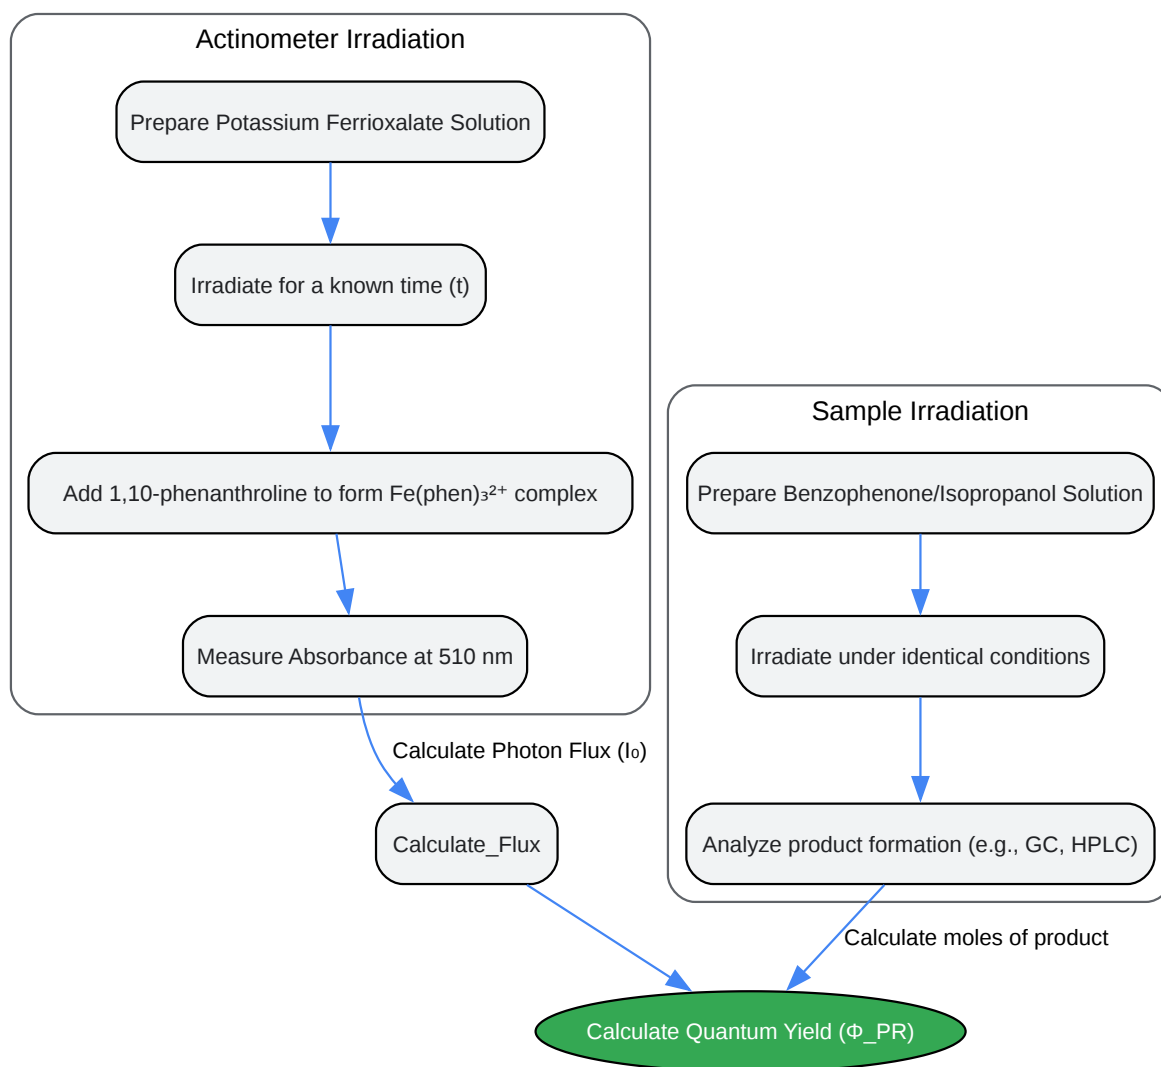 Actinometer Irradiation
Prepare Potassium Ferrioxalate Solution
Irradiate for a known time (t)
Add 1,10-phenanthroline to form Fe(phen)₃²⁺ complex
Measure Absorbance at 510 nm
Calculate Photon Flux (I₀)
Calculate_Flux
Sample Irradiation
Prepare Benzophenone/Isopropanol Solution
Irradiate under identical conditions
Analyze product formation (e.g., GC, HPLC)
Calculate moles of product
Calculate Quantum Yield (Φ_PR)